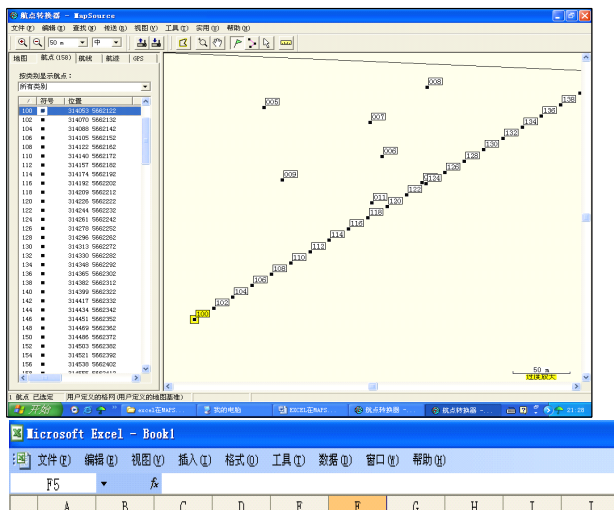 航点转换器 - MapSource
文件(F) 编辑(E) 查找(N) 传送(R) 视图(V) 工具(T) 实用(U) 帮助(H)
50 m 中
地图 航点(158) 航线 航迹 GPS
按类别显示航点：
所有类别
/ 符号 位置
100 314053 5662122
102 314070 5662132
104 314088 5662142
106 314105 5662152
108 314122 5662162
110 314140 5662172
112 314157 5662182
114 314174 5662192
116 314192 5662202
118 314209 5662212
120 314226 5662222
122 314244 5662232
124 314261 5662242
126 314278 5662252
128 314296 5662262
130 314313 5662272
132 314330 5662282
134 314348 5662292
136 314365 5662302
138 314382 5662312
140 314399 5662322
142 314417 5662332
144 314434 5662342
146 314451 5662352
148 314469 5662362
150 314486 5662372
152 314503 5662382
154 314521 5662392
156 314538 5662402
008
005
007
006
009
011
138
136
134
132
130
128
126
124
122
120
118
116
114
112
110
108
106
104
102
100
50 m
过度放大
1 航点 已选定 用户定义的格网(用户定义的地图基准)
开始 excel在MAPS... 我的电脑 EXCEL在MAPS... 航点转换器 -... 航点转换器 -... 21:28
Microsoft Excel - Book1
文件(F) 编辑(E) 视图(V) 插入(I) 格式(O) 工具(T) 数据(D) 窗口(W) 帮助(H)
F5 fx
A B C D E F G H I J